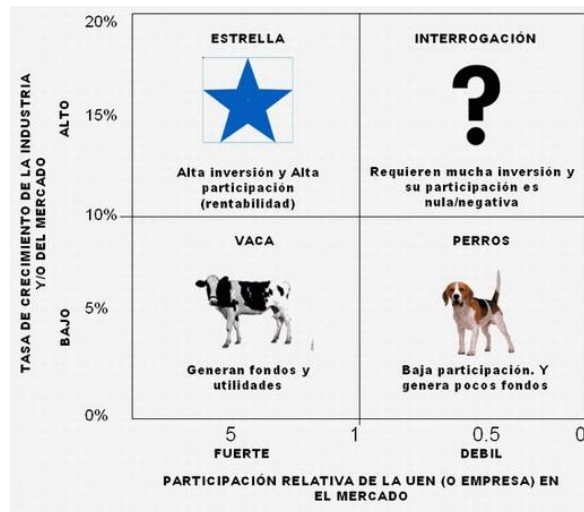 20%
ESTRELLA
INTERROGACIÓN
?
ALTO
15%
Alta inversión y Alta
participación
(rentabilidad)
Requieren mucha inversión y
su participación es
nula/negativa
10%
TASA DE CRECIMIENTO DE LA INDUSTRIA
Y/O DEL MERCADO
VACA
PERROS
BAJO
5%
Generan fondos y
utilidades
Baja participación. Y
genera pocos fondos
0%
5
1
0.5
0
FUERTE
DEBIL
PARTICIPACIÓN RELATIVA DE LA UEN (O EMPRESA) EN
EL MERCADO